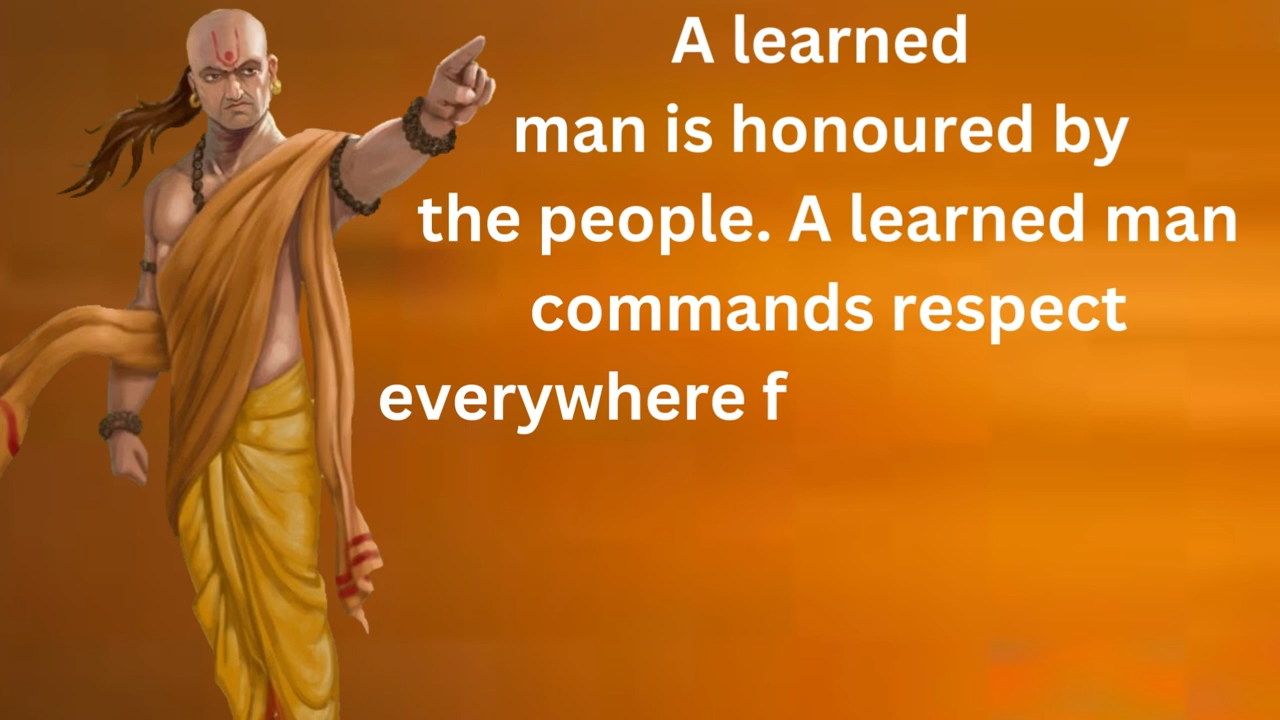 A learned
man is honoured by
the people. A learned man
commands respect
everywhere f